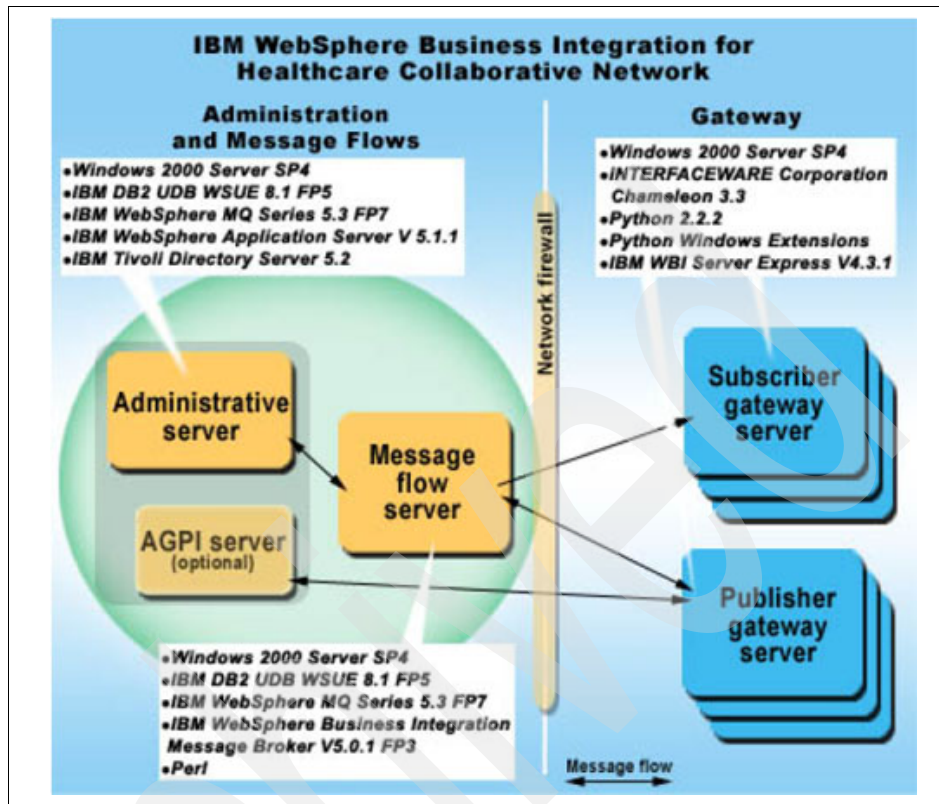 IBM WebSphere Business Integration for
Healthcare Collaborative Network
Administration
and Message Flows
•Windows 2000 Server SP4
•IBM DB2 UDB WSUE 8.1 FP5
•IBM WebSphere MQ Series 5.3 FP7
•IBM WebSphere Application Server V 5.1.1
•IBM Tivoli Directory Server 5.2
Gateway
•Windows 2000 Server SP4
•INTERFACEWARE Corporation
Chameleon 3.3
•Python 2.2.2
•Python Windows Extensions
•IBM WBI Server Express V4.3.1
Network firewall
Administrative
server
Message
flow
server
AGPI server
(optional)
Subscriber
gateway
server
Publisher
gateway
server
•Windows 2000 Server SP4
•IBM DB2 UDB WSUE 8.1 FP5
•IBM WebSphere MQ Series 5.3 FP7
•IBM WebSphere Business Integration
Message Broker V5.0.1 FP3
•Perl
Message flow